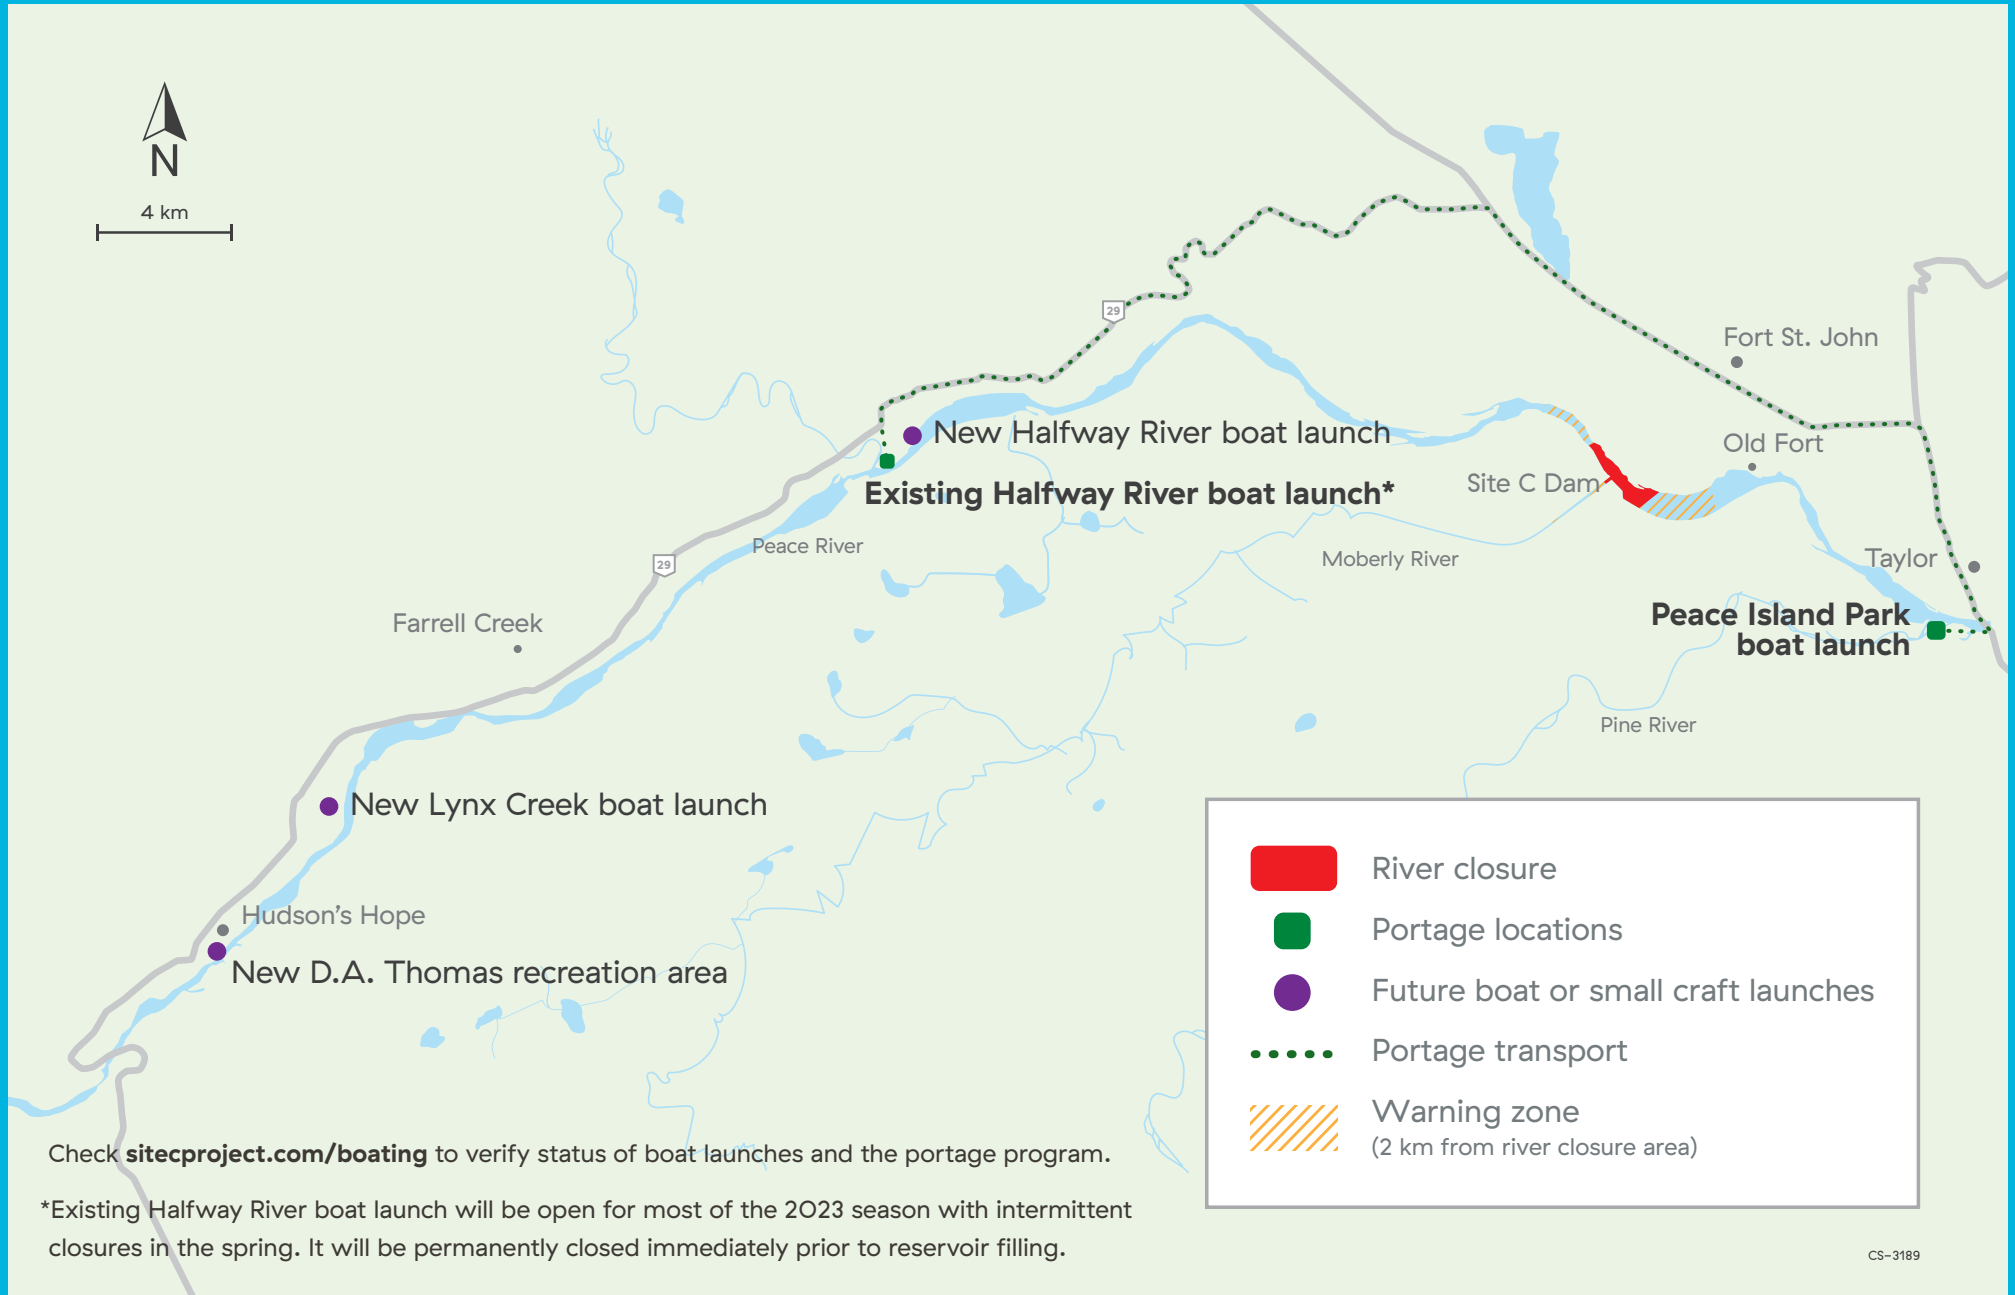 N
4 km
29
Fort St. John
New Halfway River boat launch
Old Fort
Site C Dam
Existing Halfway River boat launch*
Peace River
Moberly River
Taylor
29
Peace Island Park
boat launch
Farrell Creek
Pine River
New Lynx Creek boat launch
Hudson's Hope
New D.A. Thomas recreation area
River closure
Portage locations
Future boat or small craft launches
Portage transport
Warning zone
(2 km from river closure area)
Check sitecproject.com/boating to verify status of boat launches and the portage program.
*Existing Halfway River boat launch will be open for most of the 2023 season with intermittent
closures in the spring. It will be permanently closed immediately prior to reservoir filling.
CS-3189